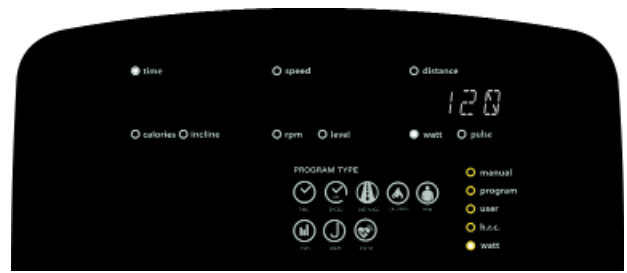 time speed distance
120
calories incline rpm level watt pulse
PROGRAM TYPE
manual
program
user
h.r.c.
watt